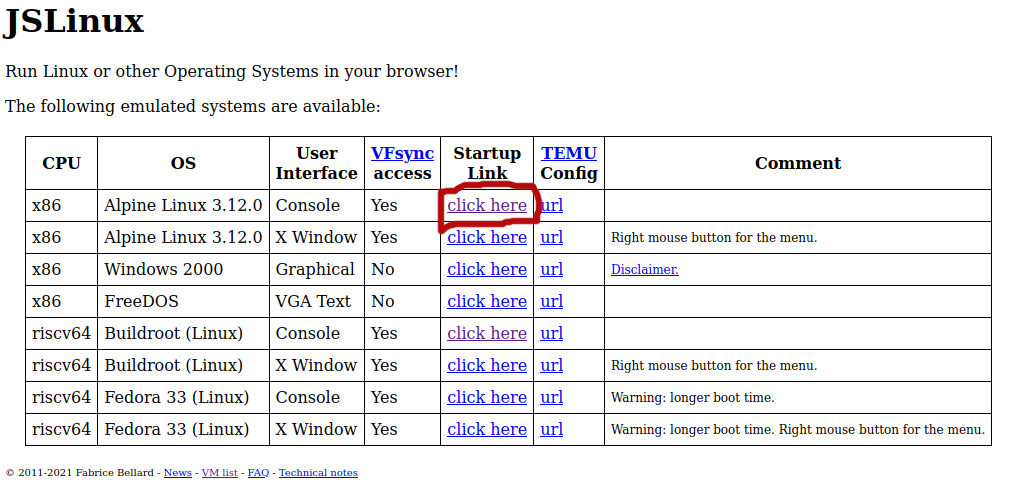 JSLinux
Run Linux or other Operating Systems in your browser!
The following emulated systems are available:
CPU OS User Interface VFsync access Startup Link TEMU Config Comment
x86 Alpine Linux 3.12.0 Console Yes click here url
x86 Alpine Linux 3.12.0 X Window Yes click here url Right mouse button for the menu.
x86 Windows 2000 Graphical No click here url Disclaimer.
x86 FreeDOS VGA Text No click here url
riscv64 Buildroot (Linux) Console Yes click here url
riscv64 Buildroot (Linux) X Window Yes click here url Right mouse button for the menu.
riscv64 Fedora 33 (Linux) Console Yes click here url Warning: longer boot time.
riscv64 Fedora 33 (Linux) X Window Yes click here url Warning: longer boot time. Right mouse button for the menu.
© 2011-2021 Fabrice Bellard - News - VM list - FAQ - Technical notes